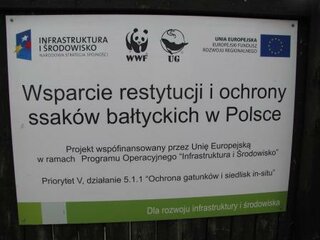 INFRASTRUKTURA
I ŚRODOWISKO
NARODOWA STRATEGIA SPÓJNOŚCI
WWF
UG
UNIA EUROPEJSKA
EUROPEJSKI FUNDUSZ
ROZWOJU REGIONALNEGO
Wsparcie restytucji i ochrony
ssaków bałtyckich w Polsce
Projekt współfinansowany przez Unię Europejską
w ramach Programu Operacyjnego "Infrastruktura i Środowisko"
Priorytet V, działanie 5.1.1 "Ochrona gatunków i siedlisk in-situ"
Dla rozwoju infrastruktury i środowiska